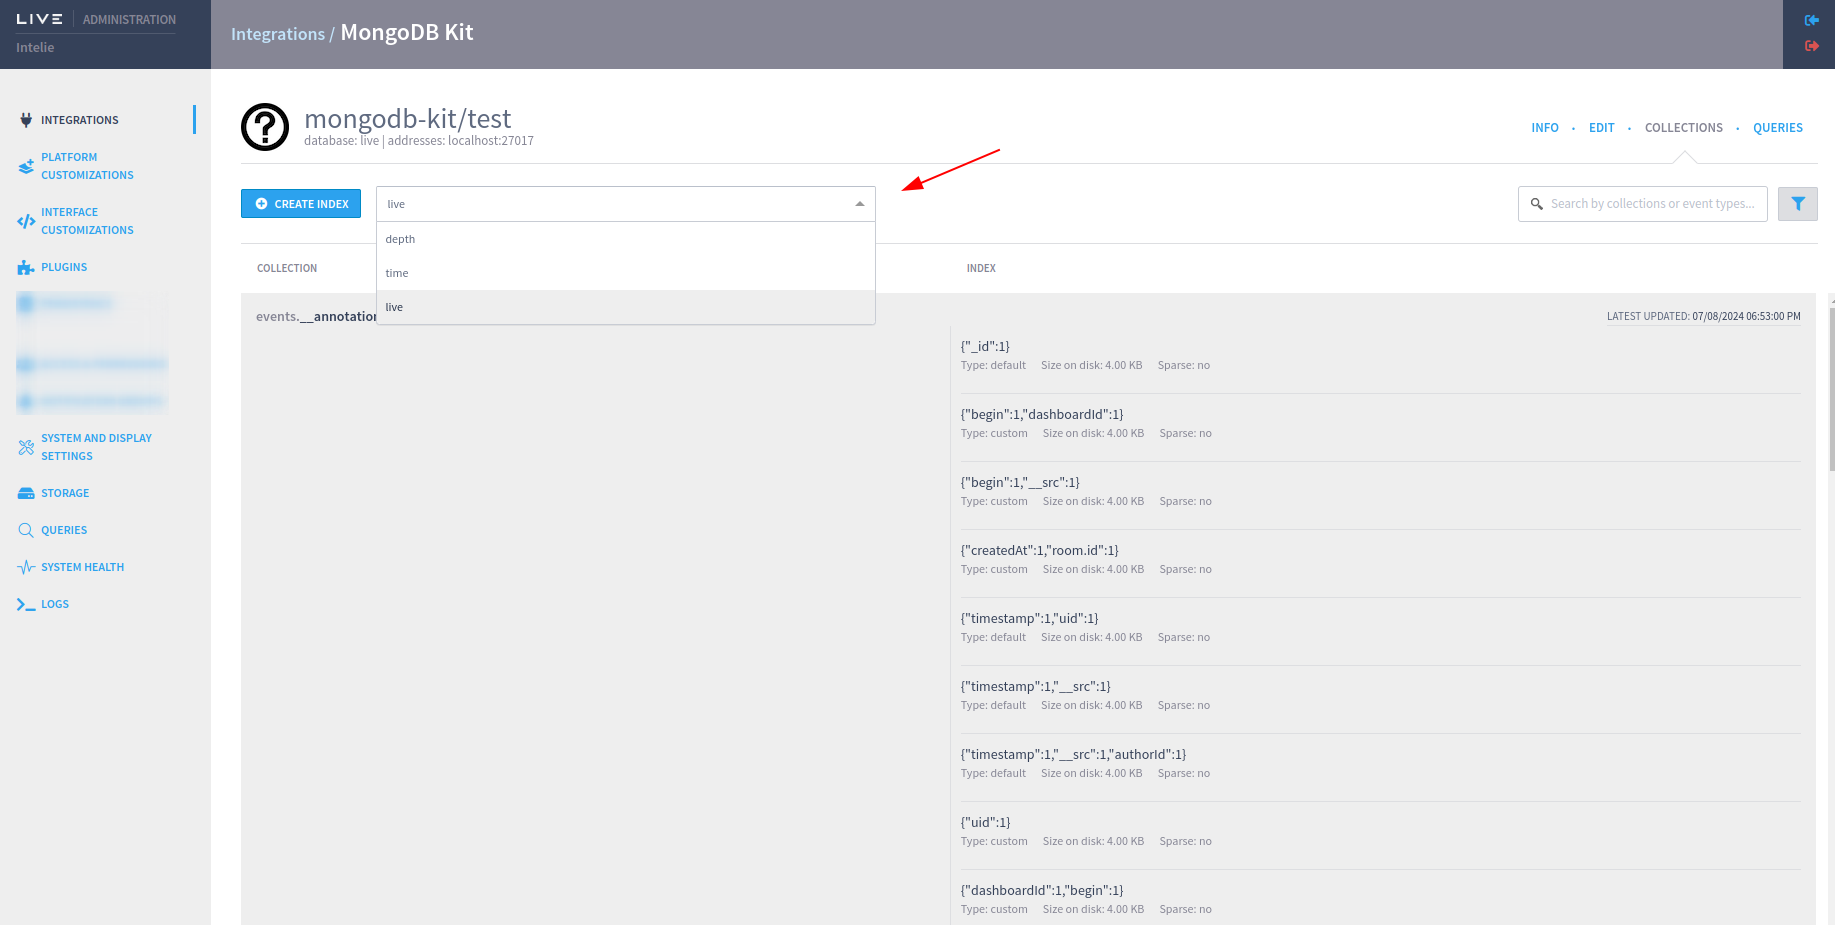 LIVE ADMINISTRATION
Intelie
Integrations / MongoDB Kit
INTEGRATIONS
PLATFORM
CUSTOMIZATIONS
INTERFACE
CUSTOMIZATIONS
PLUGINS
SYSTEM AND DISPLAY
SETTINGS
STORAGE
QUERIES
SYSTEM HEALTH
LOGS
mongodb-kit/test
database: live | addresses: localhost:27017
INFO · EDIT · COLLECTIONS · QUERIES
CREATE INDEX
live
depth
time
live
Search by collections or event types...
COLLECTION INDEX
events.__annotation
LATEST UPDATED: 07/08/2024 06:53:00 PM
{"_id":1}
Type: default Size on disk: 4.00 KB Sparse: no
{"begin":1,"dashboardId":1}
Type: custom Size on disk: 4.00 KB Sparse: no
{"begin":1,"__src":1}
Type: custom Size on disk: 4.00 KB Sparse: no
{"createdAt":1,"room.id":1}
Type: custom Size on disk: 4.00 KB Sparse: no
{"timestamp":1,"uid":1}
Type: default Size on disk: 4.00 KB Sparse: no
{"timestamp":1,"__src":1}
Type: default Size on disk: 4.00 KB Sparse: no
{"timestamp":1,"__src":1,"authorId":1}
Type: default Size on disk: 4.00 KB Sparse: no
{"uid":1}
Type: custom Size on disk: 4.00 KB Sparse: no
{"dashboardId":1,"begin":1}
Type: custom Size on disk: 4.00 KB Sparse: no